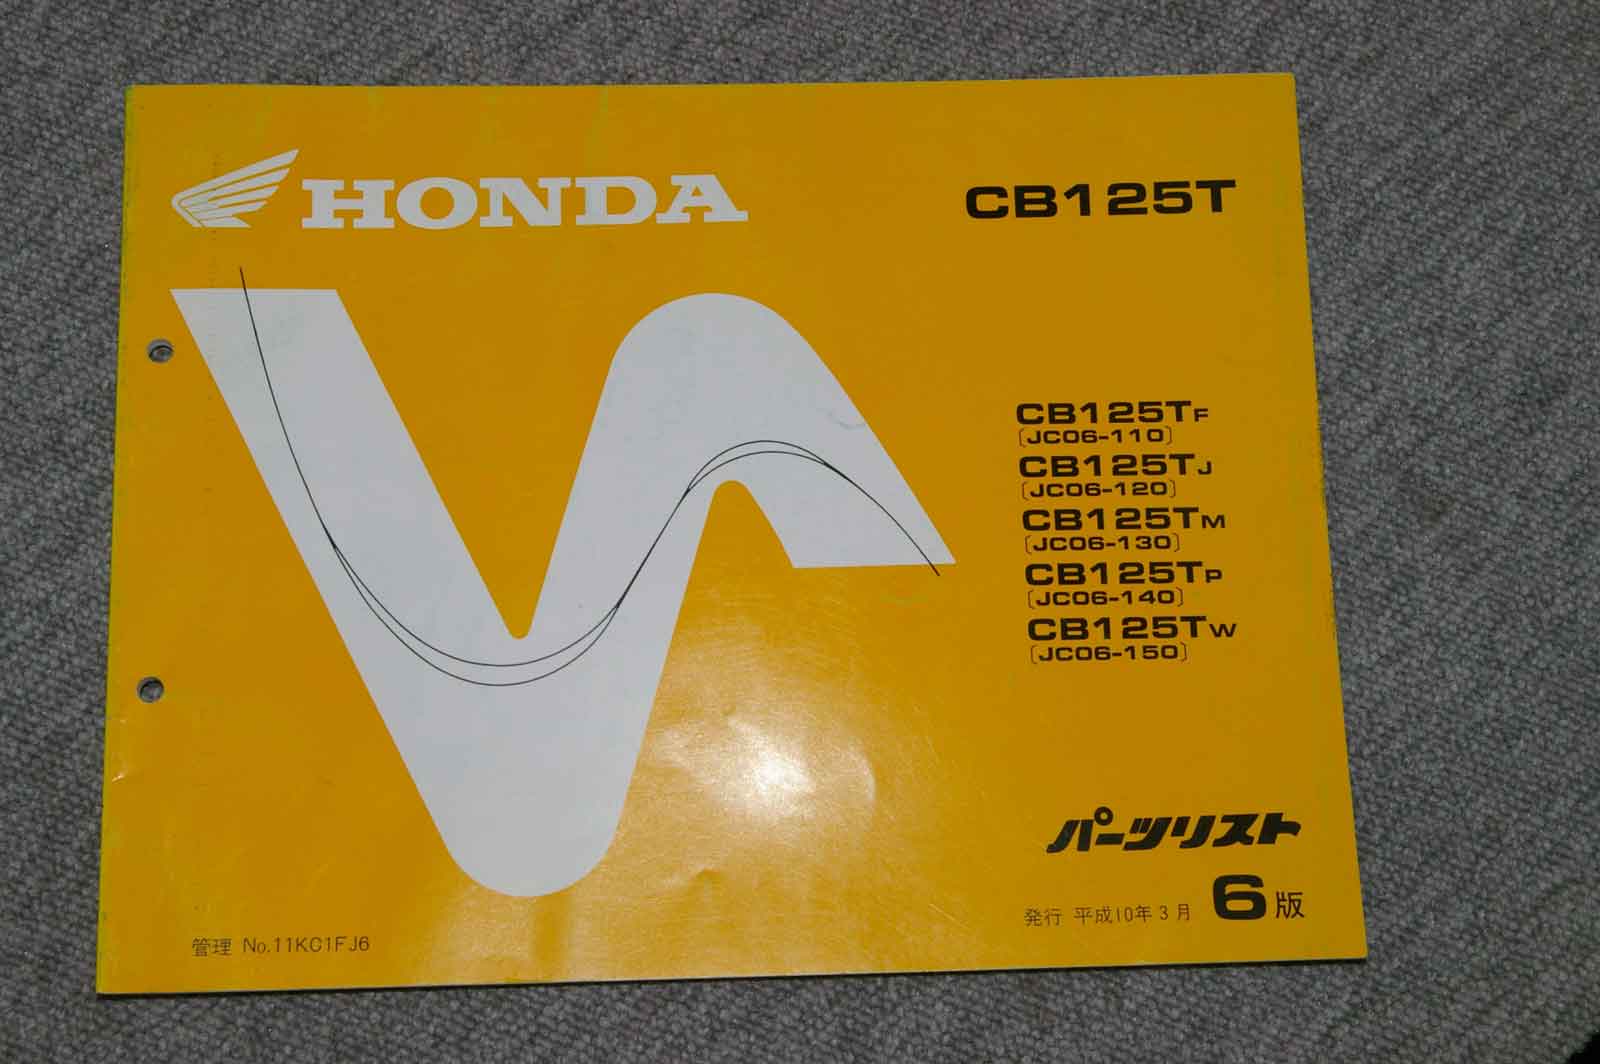 HONDA
CB125T
CB125TF
〔JC06-110〕
CB125TJ
〔JC06-120〕
CB125TM
〔JC06-130〕
CB125TP
〔JC06-140〕
CB125TW
〔JC06-150〕
パーツリスト
発行 平成10年3月 6版
管理 No.11KC1FJ6